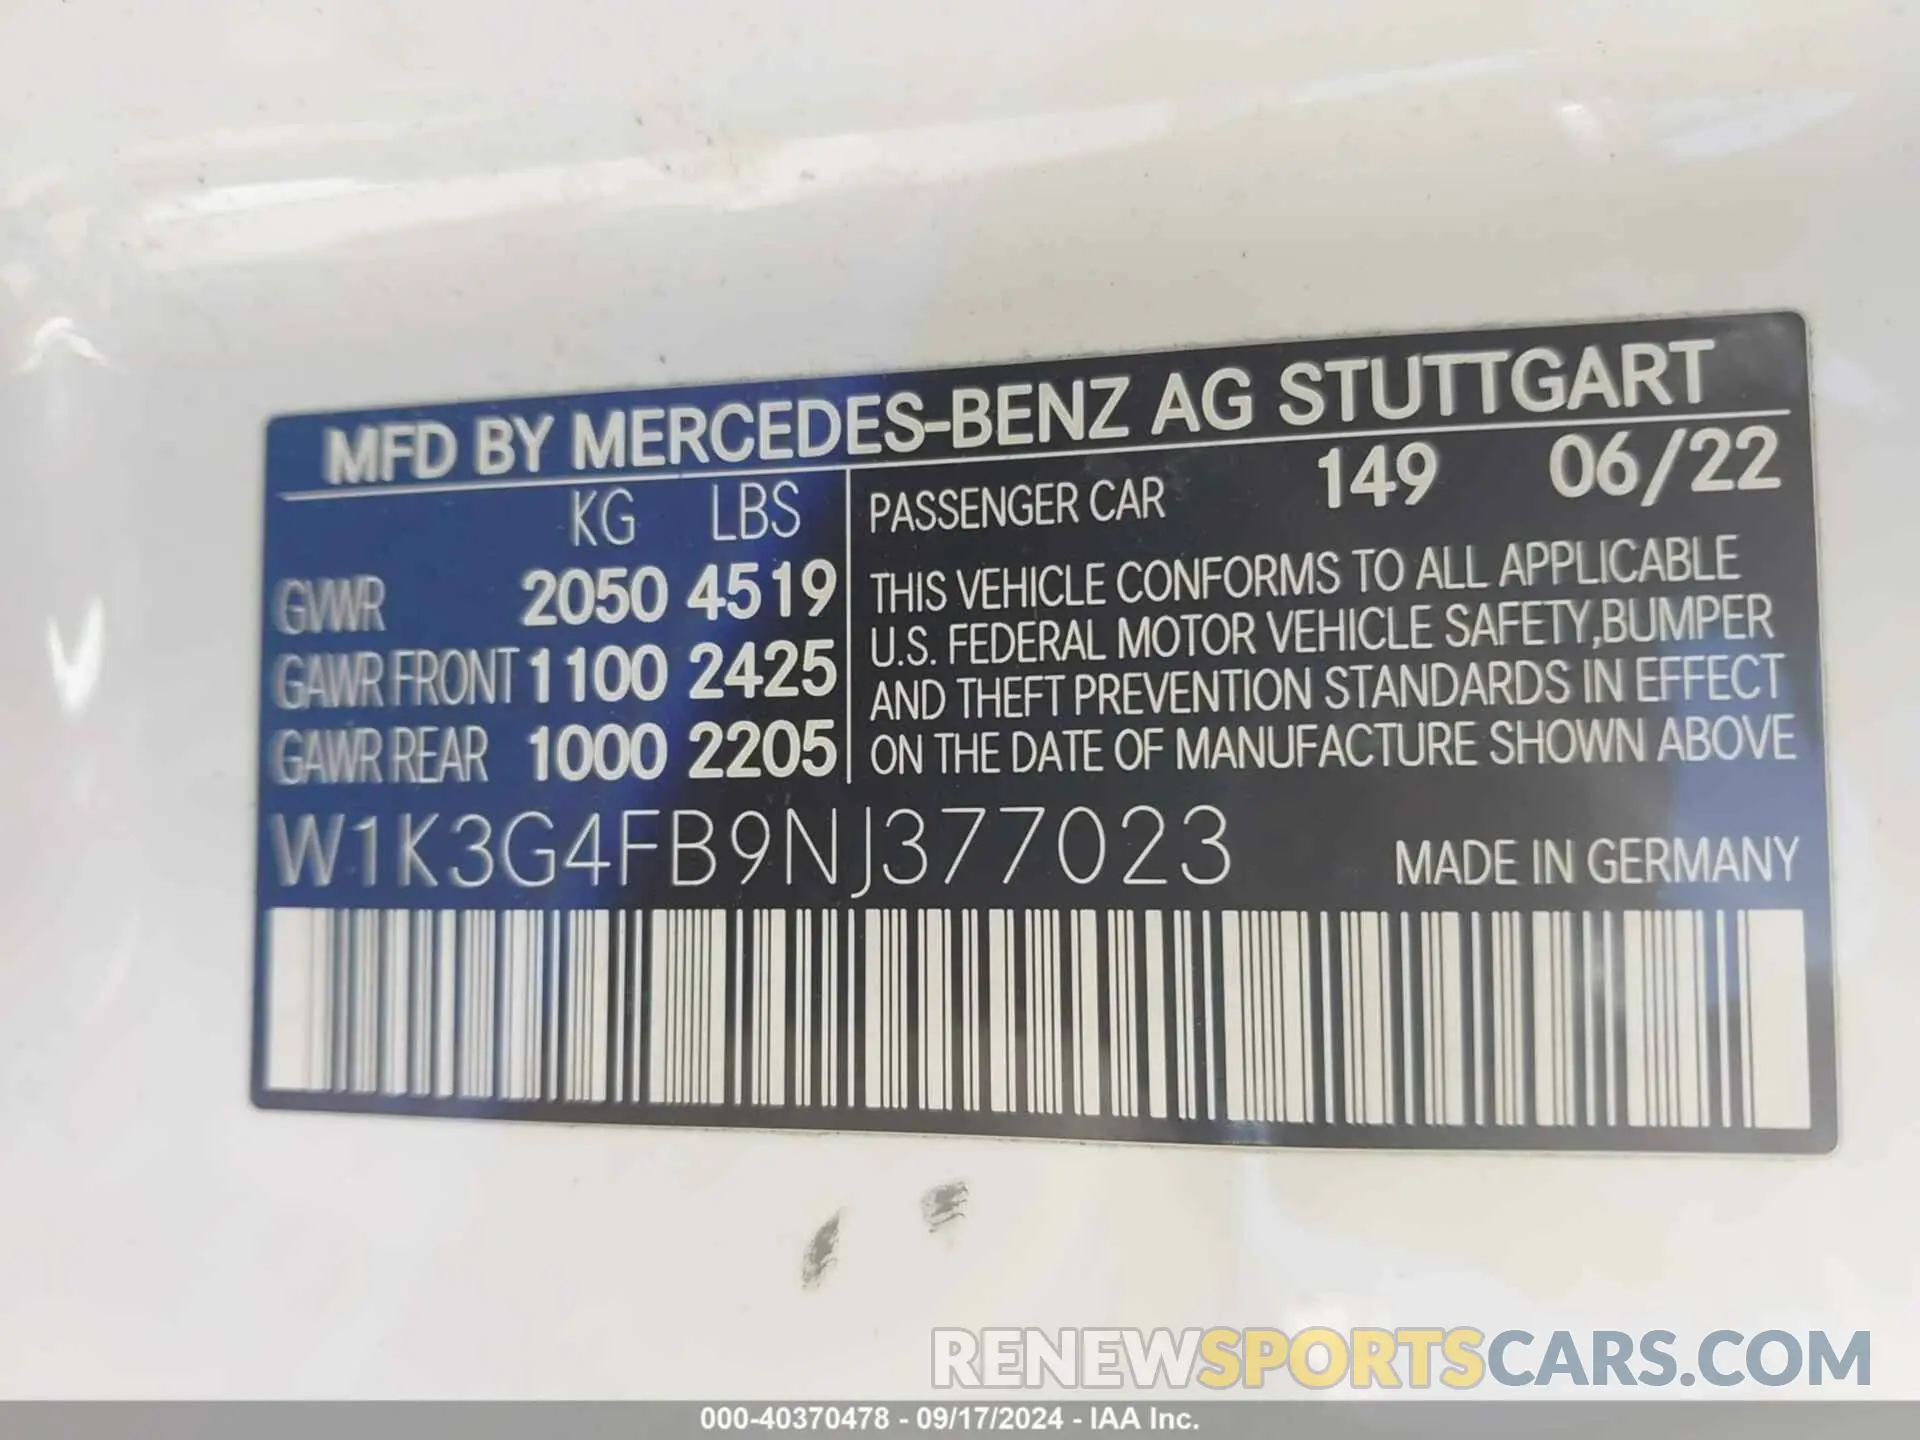 MFD BY MERCEDES-BENZ AG STUTTGART
KG LBS
GVWR 2050 4519
GAWR FRONT 1100 2425
GAWR REAR 1000 2205
PASSENGER CAR 149 06/22
THIS VEHICLE CONFORMS TO ALL APPLICABLE
U.S. FEDERAL MOTOR VEHICLE SAFETY,BUMPER
AND THEFT PREVENTION STANDARDS IN EFFECT
ON THE DATE OF MANUFACTURE SHOWN ABOVE
W1K3G4FB9NJ377023
MADE IN GERMANY
RENEWSPORTSCARS.COM
000-40370478 - 09/17/2024 - IAA Inc.